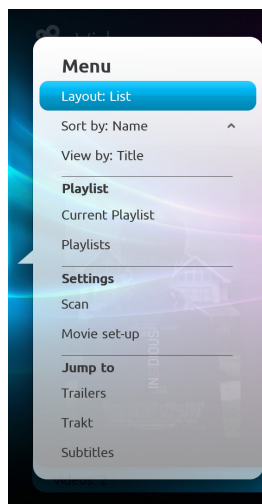 Menu
Layout: List
Sort by: Name
View by: Title
Playlist
Current Playlist
Playlists
Settings
Scan
Movie set-up
Jump to
Trailers
Trakt
Subtitles